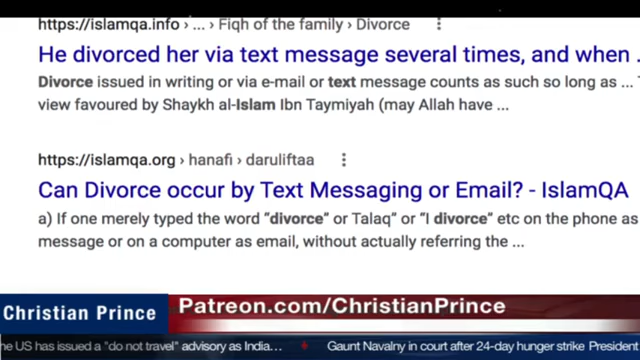 https://islamqa.info › ... › Fiqh of the family › Divorce
He divorced her via text message several times, and when .
Divorce issued in writing or via e-mail or text message counts as such so long as ... T
view favoured by Shaykh al-Islam Ibn Taymiyah (may Allah have ...
https://islamqa.org › hanafi › daruliftaa
Can Divorce occur by Text Messaging or Email? - IslamQA
a) If one merely typed the word “divorce” or Talaq” or “I divorce” etc on the phone as
message or on a computer as email, without actually referring the ...
Christian Prince
Patreon.com/ChristianPrince
he US has issued a "do not travel" advisory as India...
Gaunt Navalny in court after 24-day hunger strike President